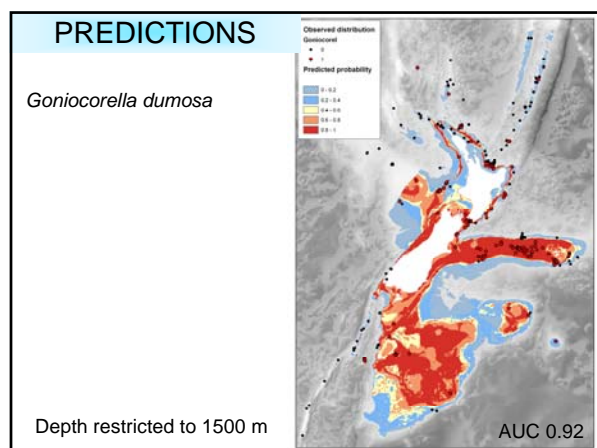 PREDICTIONS
Goniocorella dumosa
Observed distribution
Goniocorel
0
1
Predicted probability
0 - 0.2
0.2 - 0.4
0.4 - 0.6
0.6 - 0.8
0.8 - 1
Depth restricted to 1500 m
AUC 0.92